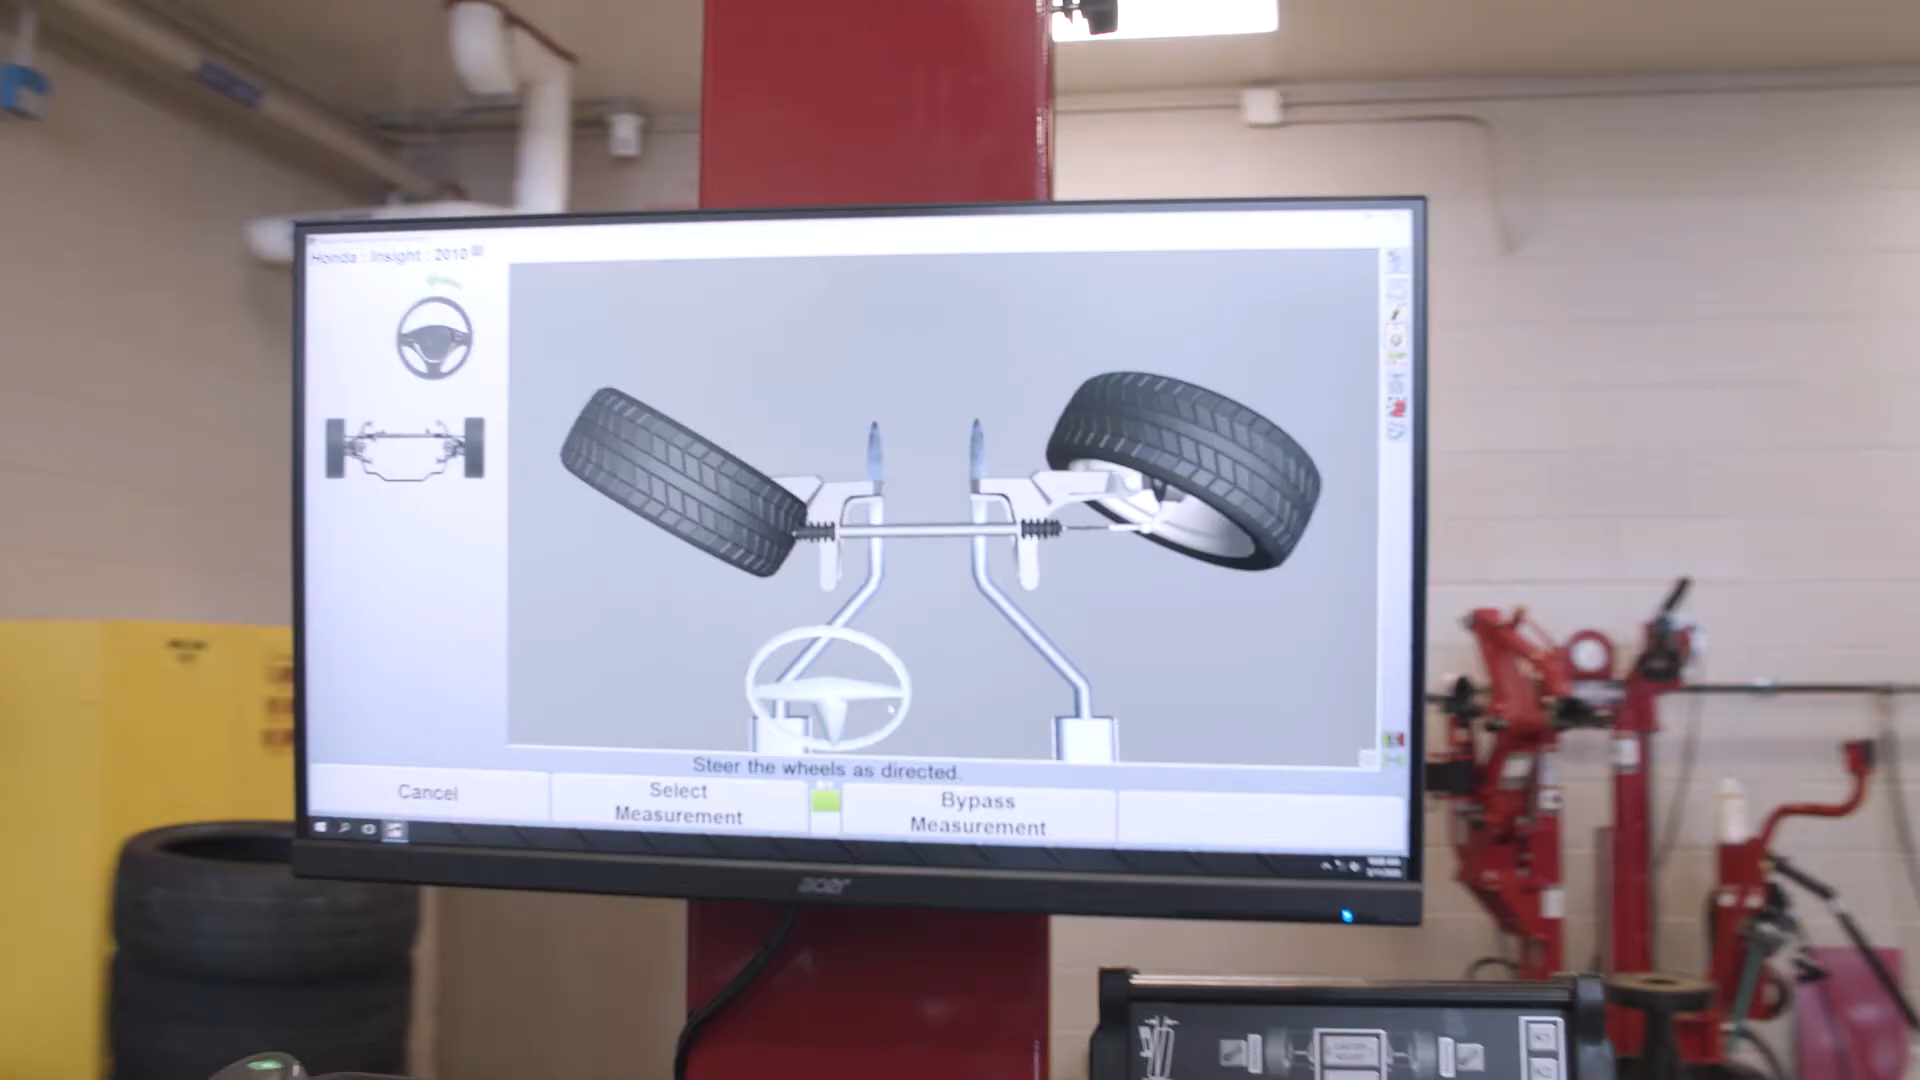 Honda : Insight : 2010
Steer the wheels as directed.
Cancel
Select
Measurement
Bypass
Measurement
acer